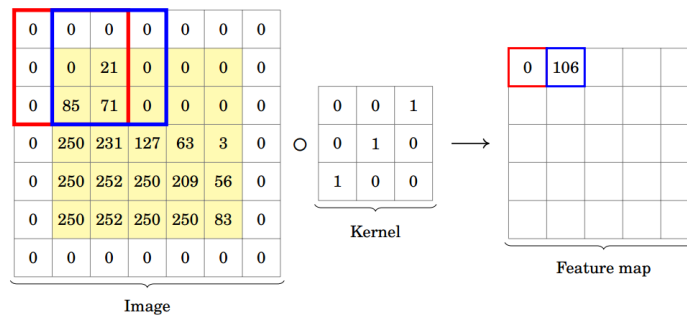 0 0 0 0 0 0 0
0 0 21 0 0 0 0
0 85 71 0 0 0 0
0 250 231 127 63 3 0
0 250 252 250 209 56 0
0 250 252 250 250 83 0
0 0 0 0 0 0 0
Image
∘
0 0 1
0 1 0
1 0 0
Kernel
⟶
0 106
Feature map